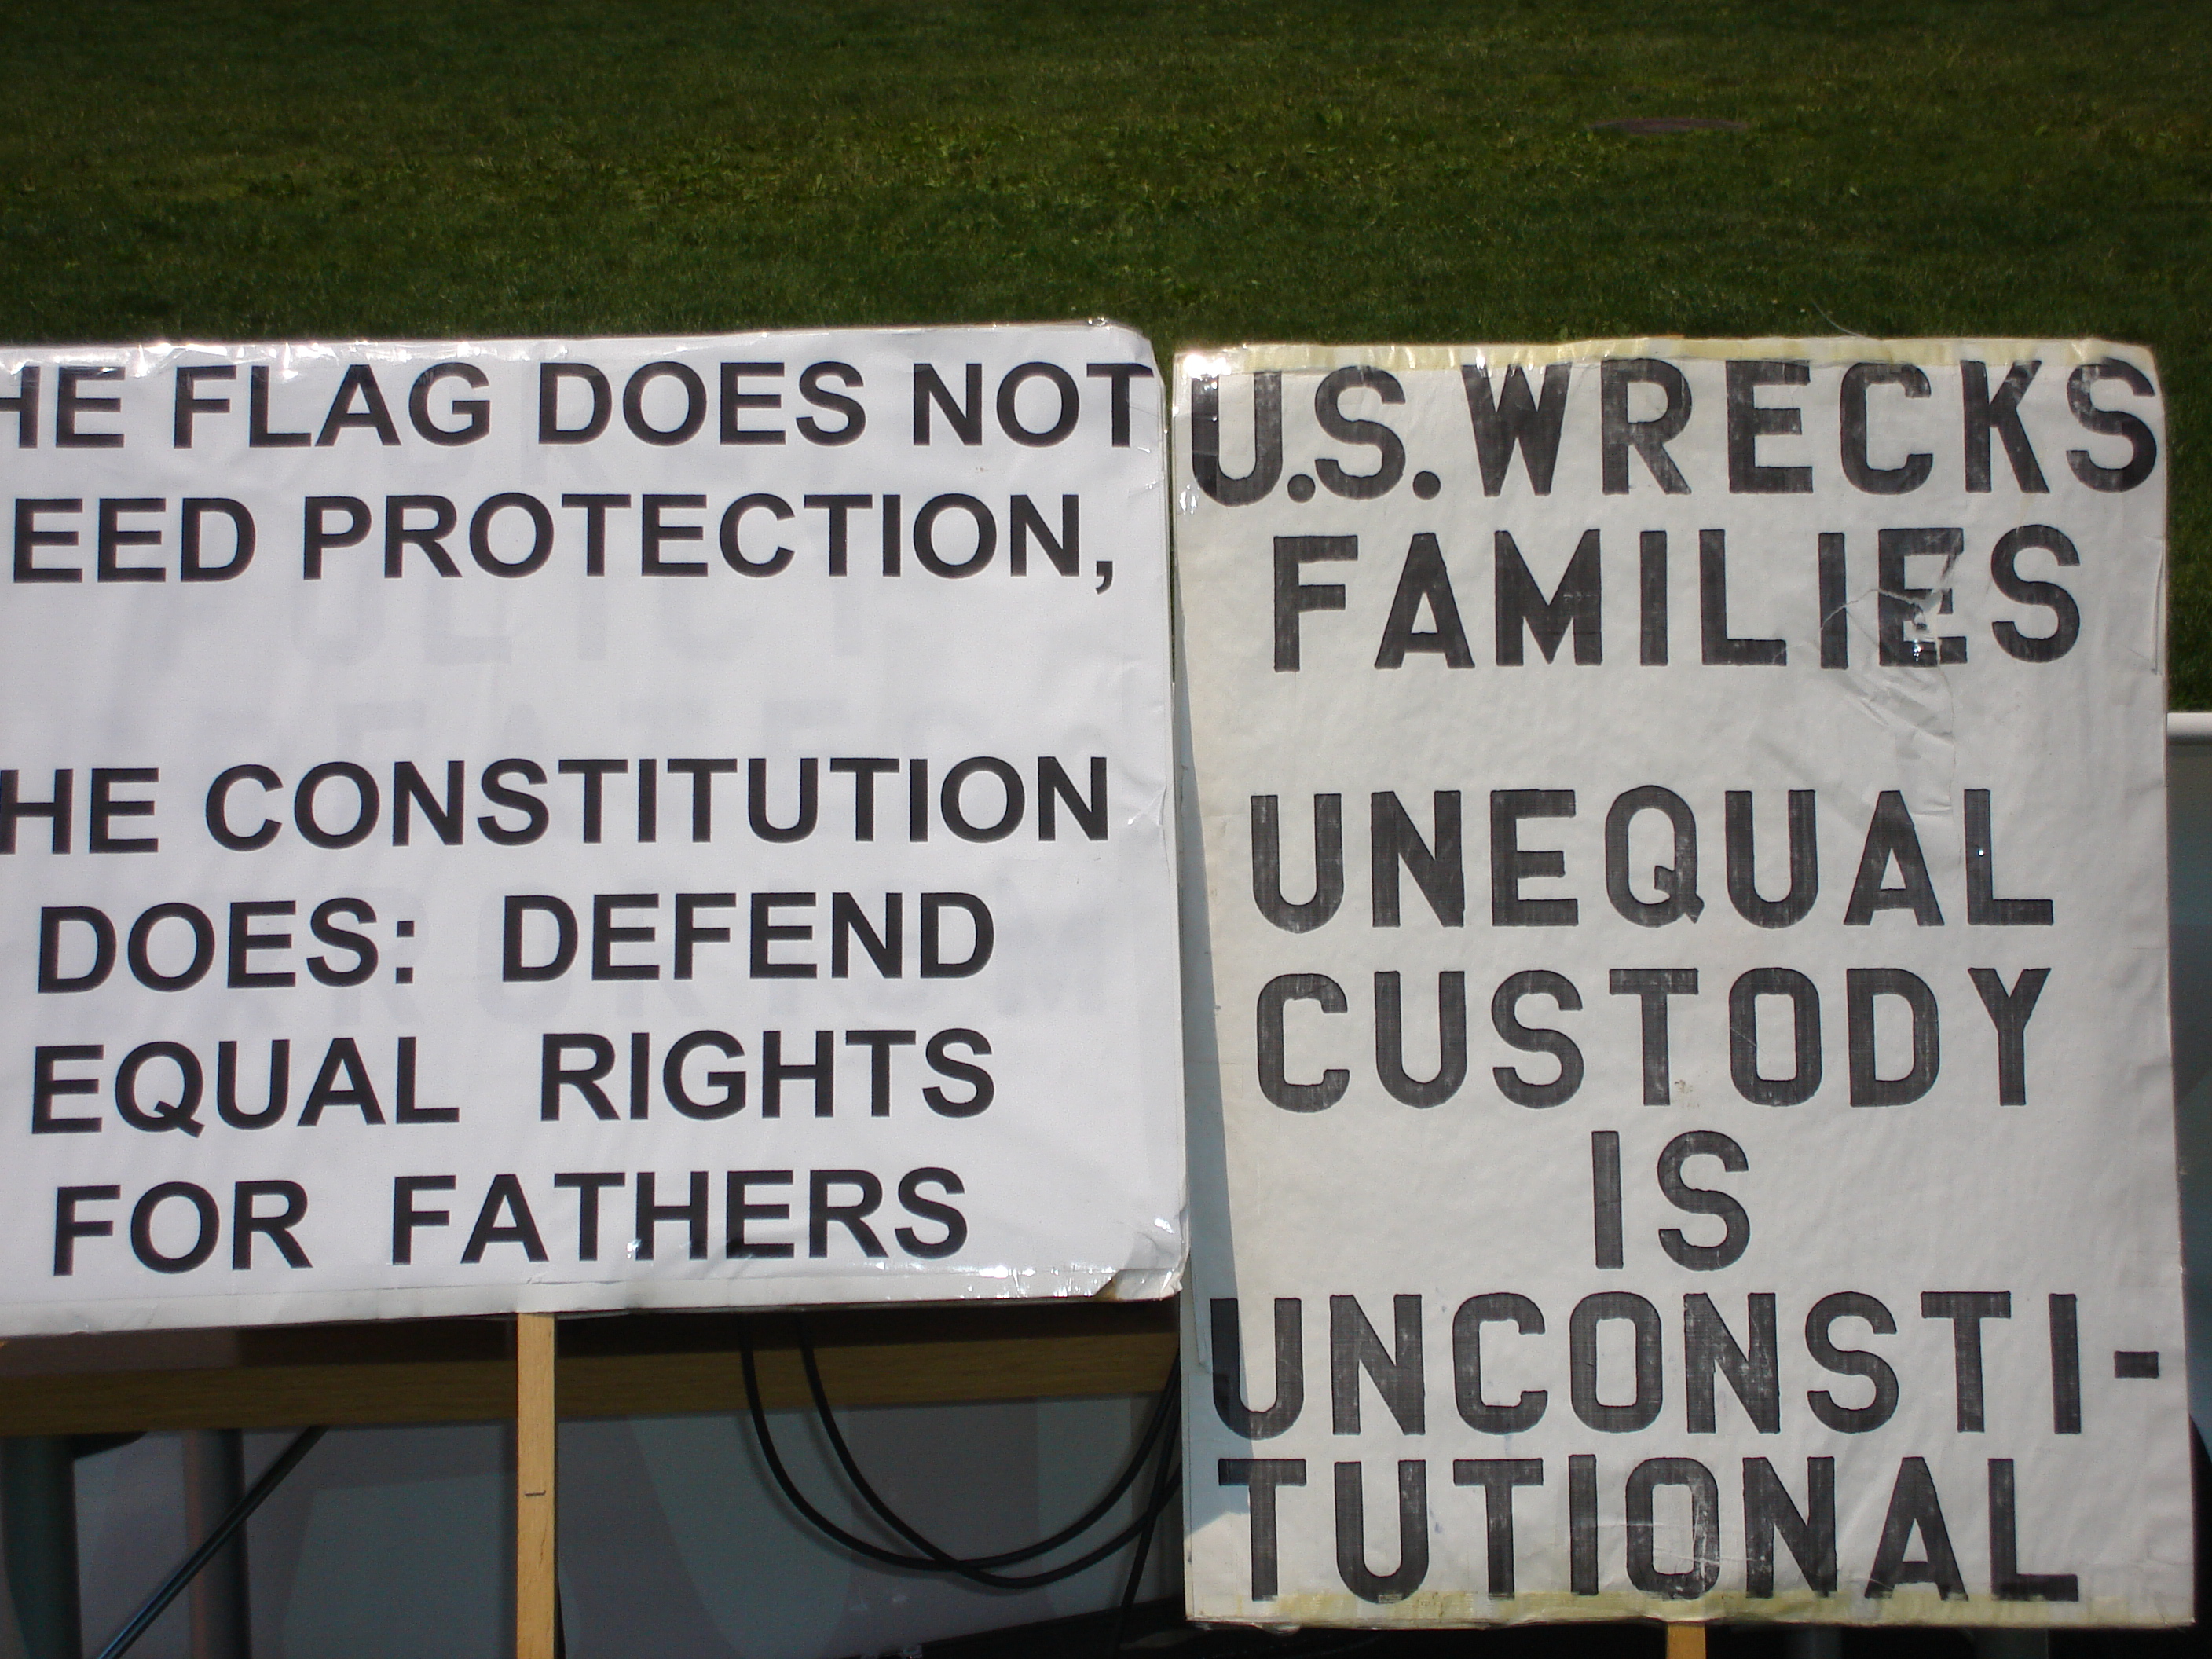 HE FLAG DOES NOT
EED PROTECTION,
HE CONSTITUTION
DOES: DEFEND
EQUAL RIGHTS
FOR FATHERS
U.S. WRECKS
FAMILIES
UNEQUAL
CUSTODY
IS
UNCONSTI-
TUTIONAL